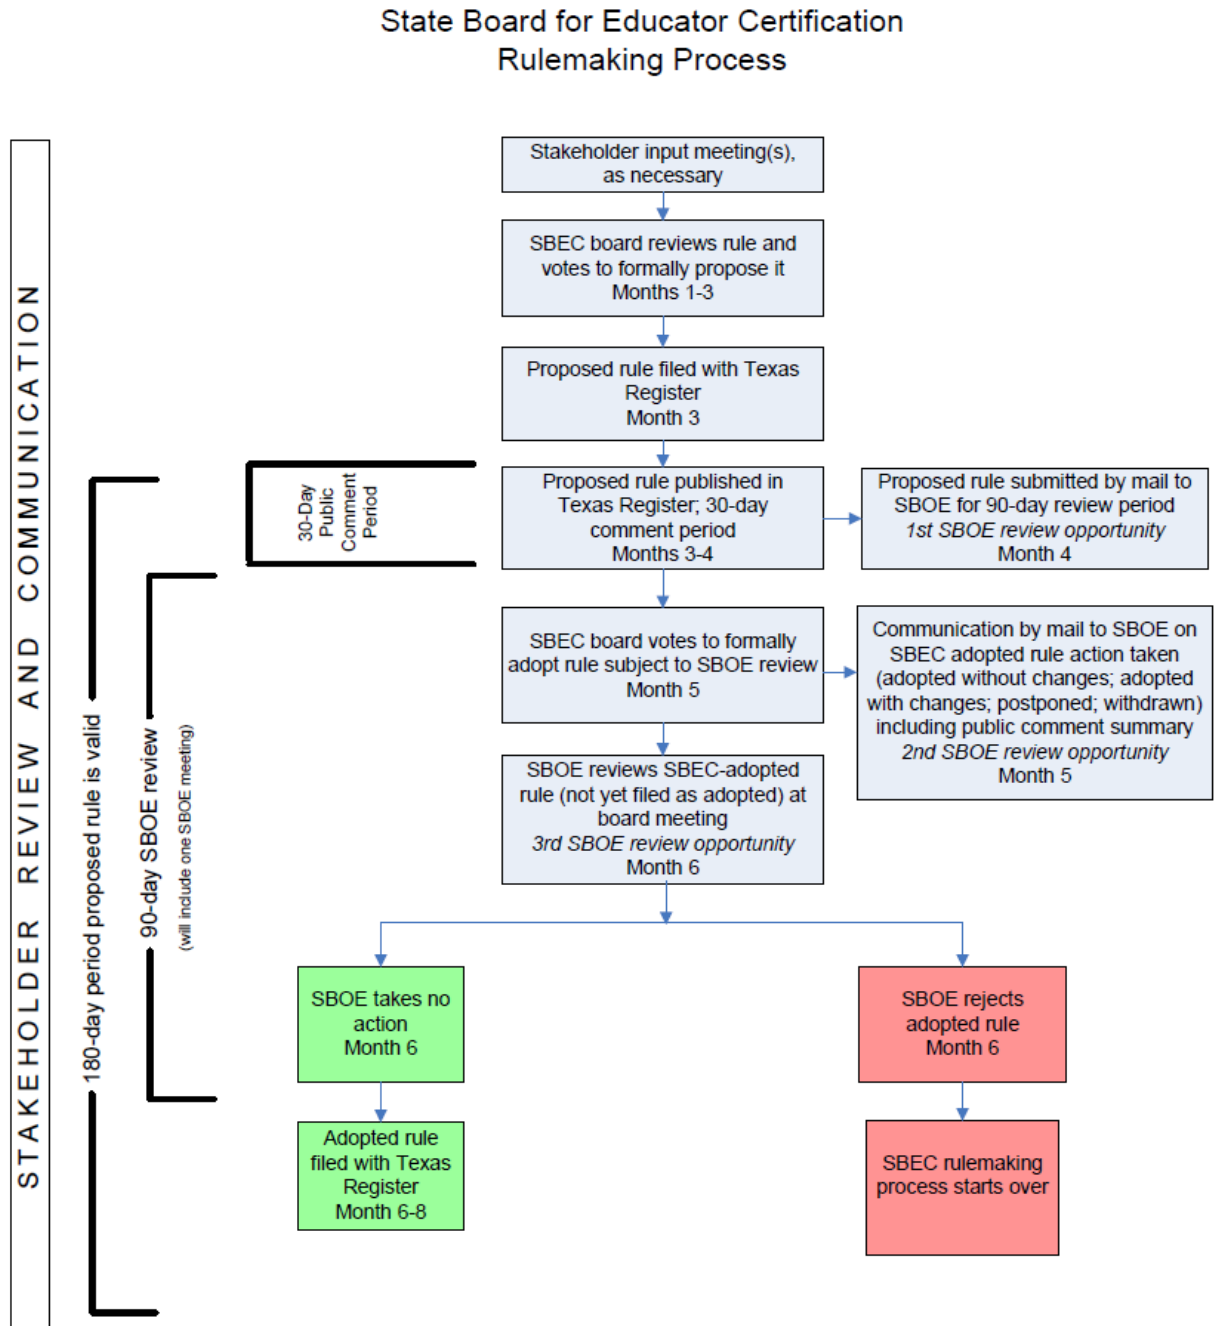 State Board for Educator Certification
Rulemaking Process
STAKEHOLDER REVIEW AND COMMUNICATION
Stakeholder input meeting(s),
as necessary
SBEC board reviews rule and
votes to formally propose it
Months 1-3
Proposed rule filed with Texas
Register
Month 3
180-day period proposed rule is valid
30-Day
Public
Comment
Period
Proposed rule published in
Texas Register; 30-day
comment period
Months 3-4
Proposed rule submitted by mail to
SBOE for 90-day review period
1st SBOE review opportunity
Month 4
90-day SBOE review
(will include one SBOE meeting)
SBEC board votes to formally
adopt rule subject to SBOE review
Month 5
Communication by mail to SBOE on
SBEC adopted rule action taken
(adopted without changes; adopted
with changes; postponed; withdrawn)
including public comment summary
2nd SBOE review opportunity
Month 5
SBOE reviews SBEC-adopted
rule (not yet filed as adopted) at
board meeting
3rd SBOE review opportunity
Month 6
SBOE takes no
action
Month 6
SBOE rejects
adopted rule
Month 6
Adopted rule
filed with Texas
Register
Month 6-8
SBEC rulemaking
process starts over